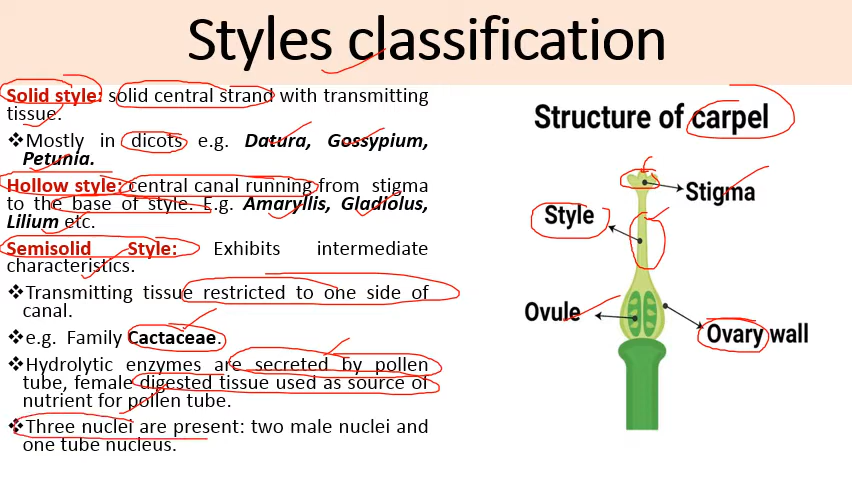 Styles classification
Solid style: solid central strand with transmitting
tissue.
❖Mostly in dicots e.g. Datura, Gossypium,
Petunia.
Hollow style: central canal running from stigma
to the base of style. E.g. Amaryllis, Gladiolus,
Lilium etc.
Semisolid Style: Exhibits intermediate
characteristics.
❖Transmitting tissue restricted to one side of
canal.
❖e.g. Family Cactaceae.
❖Hydrolytic enzymes are secreted by pollen
tube, female digested tissue used as source of
nutrient for pollen tube.
❖Three nuclei are present: two male nuclei and
one tube nucleus.
Structure of carpel
Stigma
Style
Ovule
Ovary wall